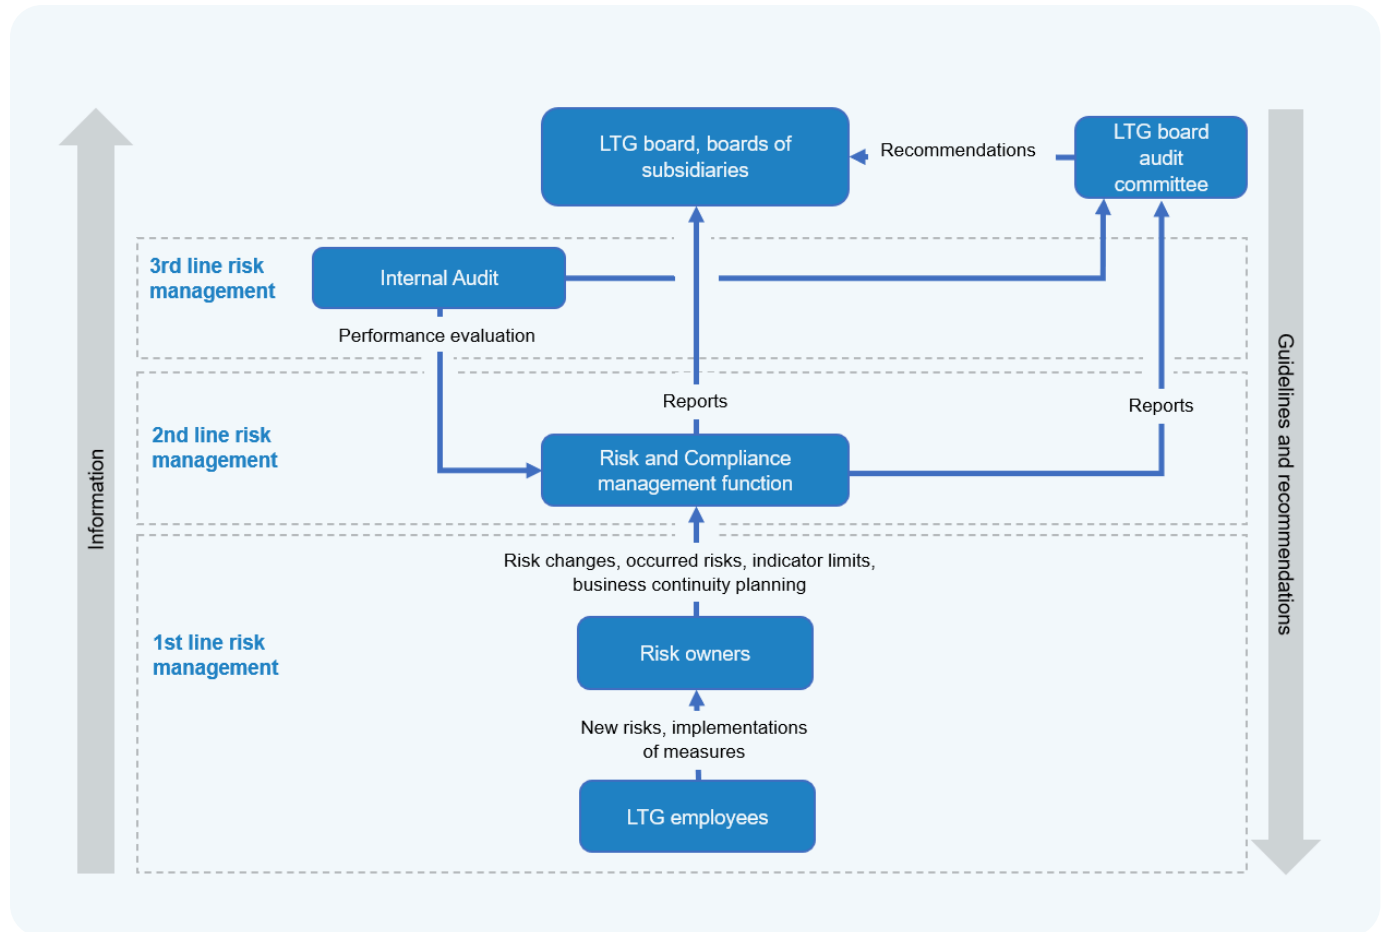 LTG board, boards of
subsidiaries
Recommendations
LTG board
audit
committee
3rd line risk
management
Internal Audit
Performance evaluation
2nd line risk
management
Reports
Reports
Risk and Compliance
management function
Risk changes, occurred risks, indicator limits,
business continuity planning
1st line risk
management
Risk owners
New risks, implementations
of measures
LTG employees
Information
Guidelines and recommendations